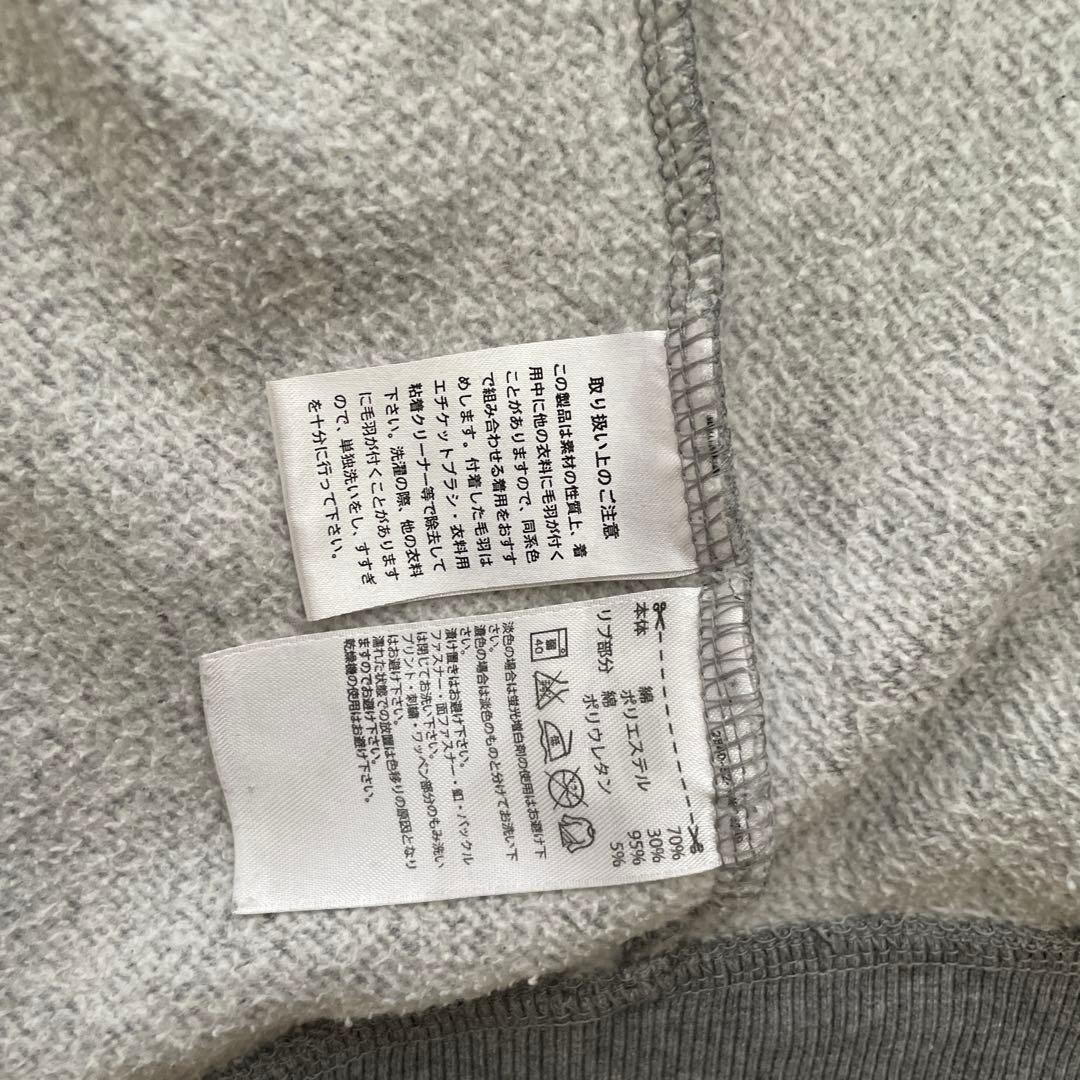 取り扱い上のご注意
この製品は素材の性質上、着
用中に他の衣料に毛羽が付く
ことがありますので、同系色
で組み合わせる着用をおすす
めします。付着した毛羽は
エチケットブラシ・衣料用
粘着クリーナー等で除去して
下さい。洗濯の際、他の衣料
に毛羽が付くことがあります
ので、単独洗いをし、すすぎ
を十分に行って下さい。
本体 綿 70%
ポリエステル 30%
リブ部分 綿 95%
ポリウレタン 5%
40
淡色の場合は蛍光増白剤の使用はお避け下
さい。
濃色の場合は淡色のものと分けてお洗い下
さい。
漬け置きはお避け下さい。
ファスナー・面ファスナー・釦・バックル
は閉じてお洗い下さい。
プリント・刺繍・ワッペン部分のもみ洗い
はお避け下さい。
濡れた状態での放置は色移りの原因となり
ますのでお避け下さい。
乾燥機の使用はお避け下さい。